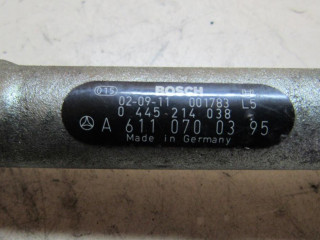 BOSCH
02-09-11 001783 L5
0 445 214 038
A 611 070 03 95
Made in Germany